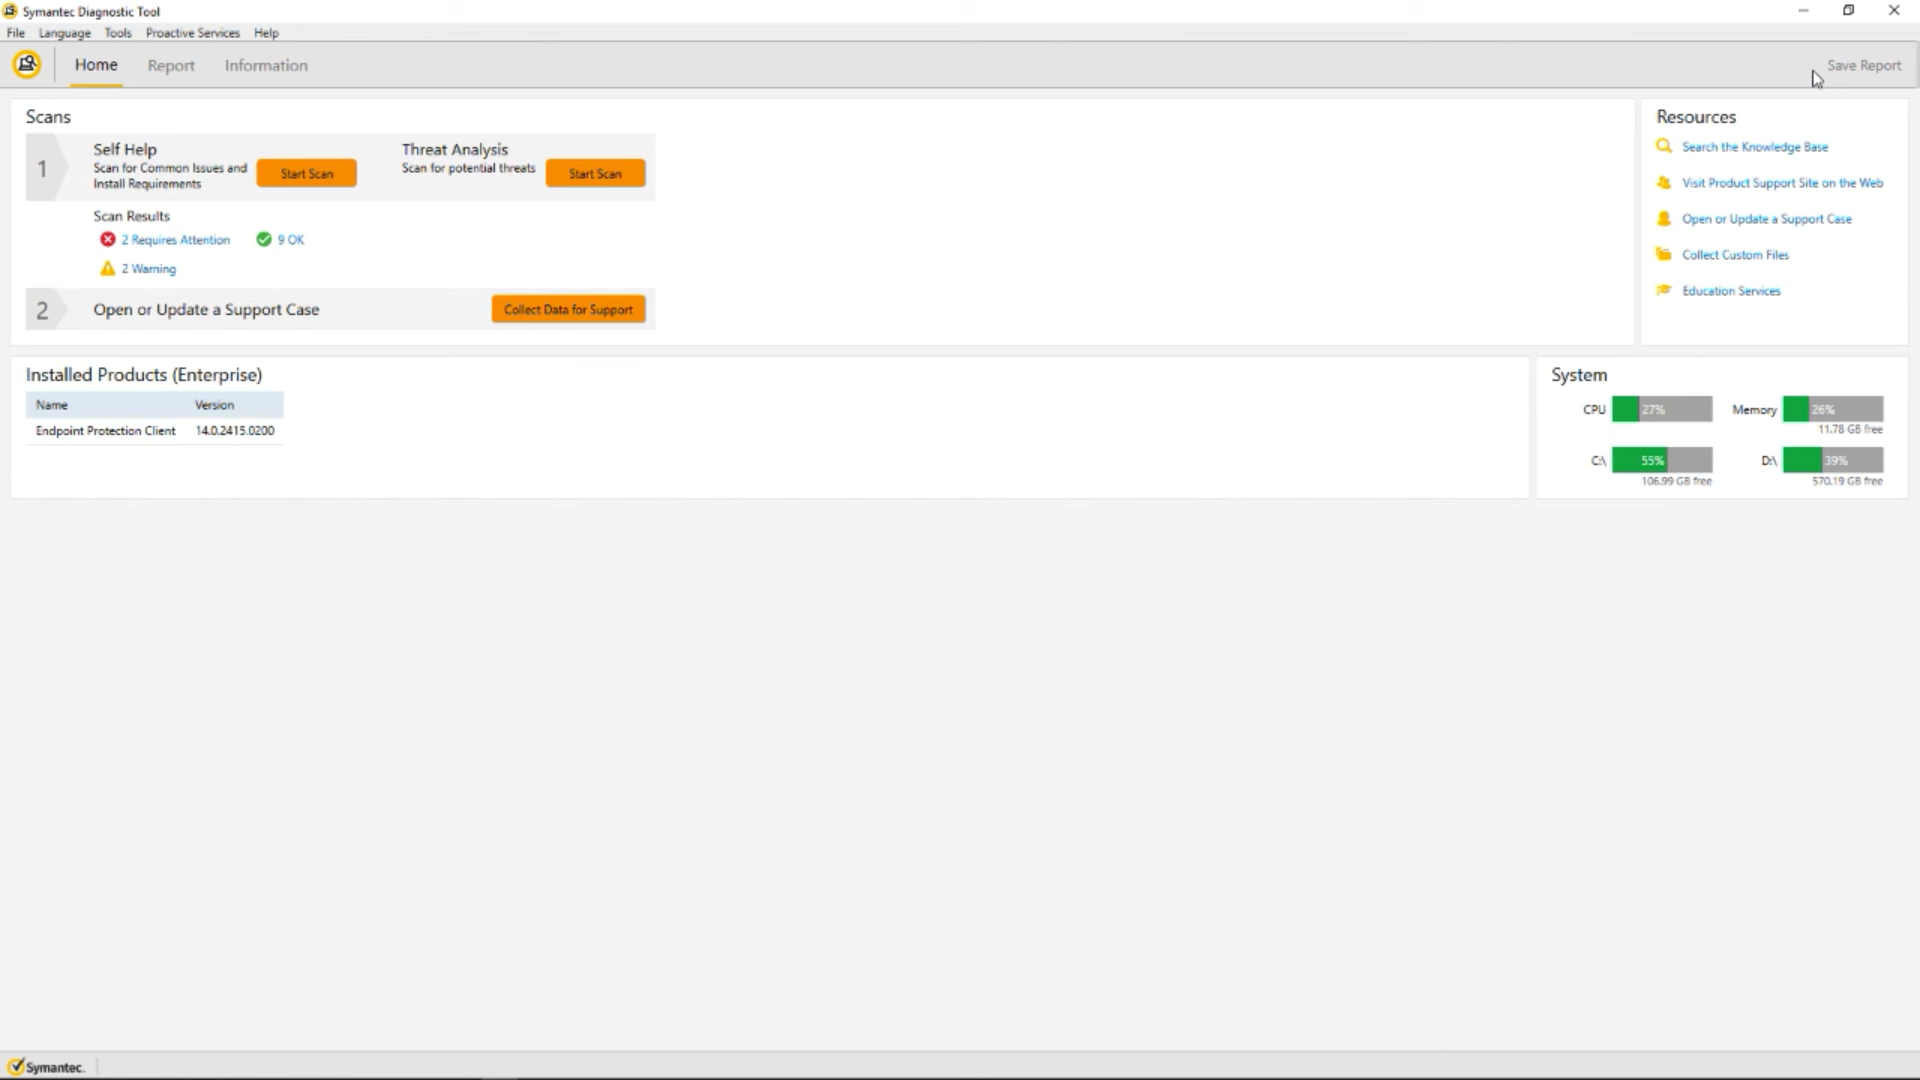 Symantec Diagnostic Tool
File Language Tools Proactive Services Help
Home Report Information Save Report
Scans
1
Self Help
Scan for Common Issues and
Install Requirements
Start Scan
Threat Analysis
Scan for potential threats
Start Scan
Scan Results
2 Requires Attention 9 OK
2 Warning
2 Open or Update a Support Case Collect Data for Support
Resources
Search the Knowledge Base
Visit Product Support Site on the Web
Open or Update a Support Case
Collect Custom Files
Education Services
Installed Products (Enterprise)
Name Version
Endpoint Protection Client 14.0.2415.0200
System
CPU 27% Memory 26%
11.78 GB free
C:\ 55% D:\ 39%
106.99 GB free 570.19 GB free
Symantec.